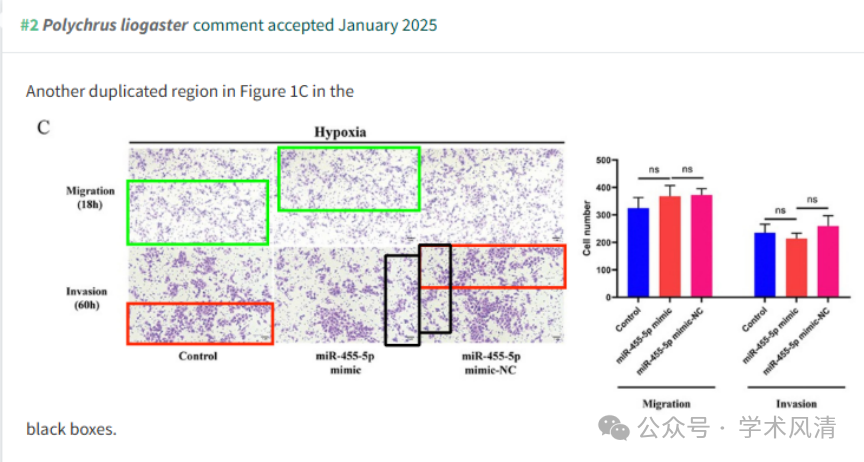 #2 Polychrus liogaster comment accepted January 2025
Another duplicated region in Figure 1C in the
C
Hypoxia
Migration
(18h)
Invasion
(60h)
Control
miR-455-5p
mimic
miR-455-5p
mimic-NC
Cell number
500
400
300
200
100
0
ns
ns
ns
ns
Control
miR-455-5p mimic
miR-455-5p mimic-NC
Control
miR-455-5p mimic
miR-455-5p mimic-NC
Migration
Invasion
black boxes.
公众号 · 学术风清